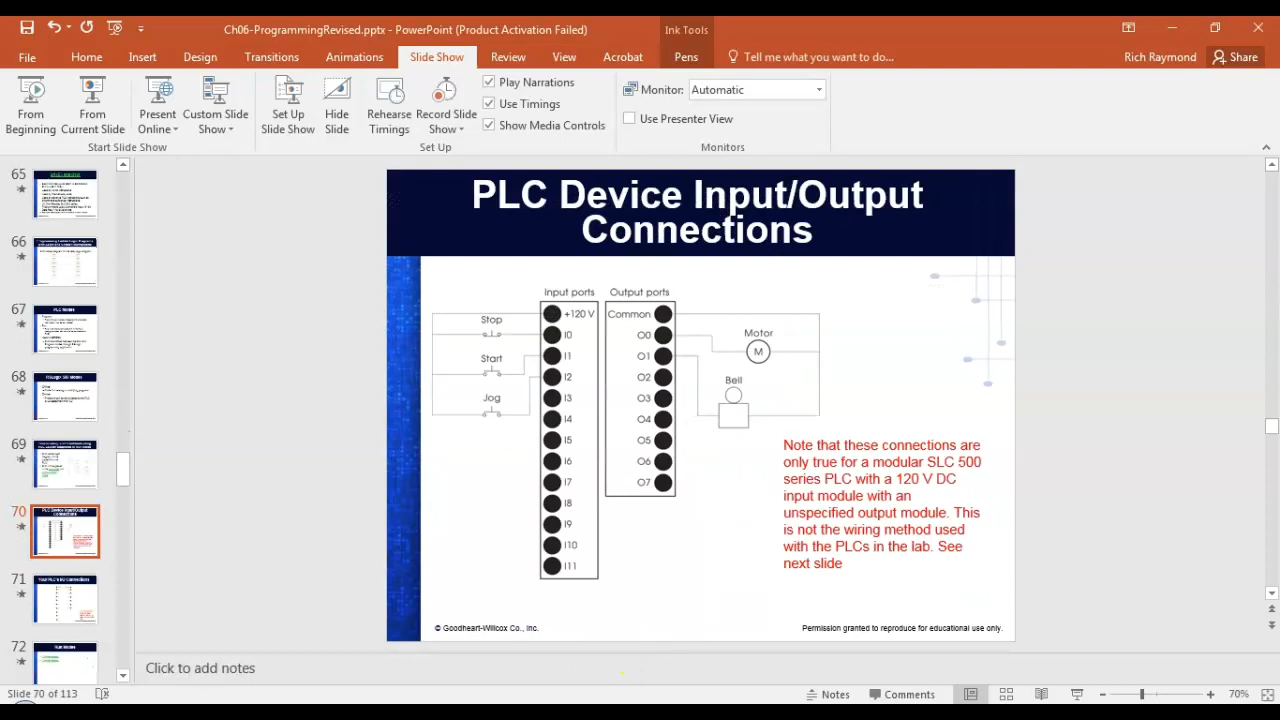 Ch06-ProgrammingRevised.pptx - PowerPoint (Product Activation Failed)
Ink Tools
File
Home
Insert
Design
Transitions
Animations
Slide Show
Review
View
Acrobat
Pens
Tell me what you want to do...
Rich Raymond
Share
From Beginning
From Current Slide
Present Online
Custom Slide Show
Set Up Slide Show
Hide Slide
Rehearse Timings
Record Slide Show
Play Narrations
Use Timings
Show Media Controls
Monitor:
Automatic
Use Presenter View
Start Slide Show
Set Up
Monitors
65
66
67
PLC Modes
68
69
70
PLC Device Input/Output
Connections
71
72
Run Modes
PLC Device Input/Output
Connections
Input ports
Output ports
+120 V
I0
I1
I2
I3
I4
I5
I6
I7
I8
I9
I10
I11
Common
O0
O1
O2
O3
O4
O5
O6
O7
Stop
Start
Jog
Motor
M
Bell
Note that these connections are
only true for a modular SLC 500
series PLC with a 120 V DC
input module with an
unspecified output module. This
is not the wiring method used
with the PLCs in the lab. See
next slide
© Goodheart-Willcox Co., Inc.
Permission granted to reproduce for educational use only.
Click to add notes
Slide 70 of 113
Notes
Comments
70%